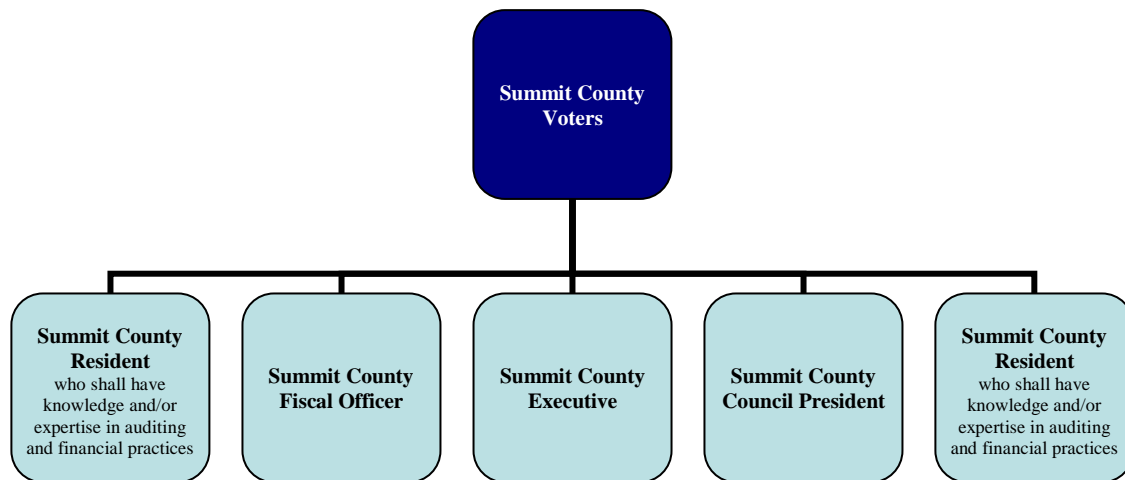 Summit County
Voters
Summit County
Resident
who shall have
knowledge and/or
expertise in auditing
and financial practices
Summit County
Fiscal Officer
Summit County
Executive
Summit County
Council President
Summit County
Resident
who shall have
knowledge and/or
expertise in auditing
and financial practices